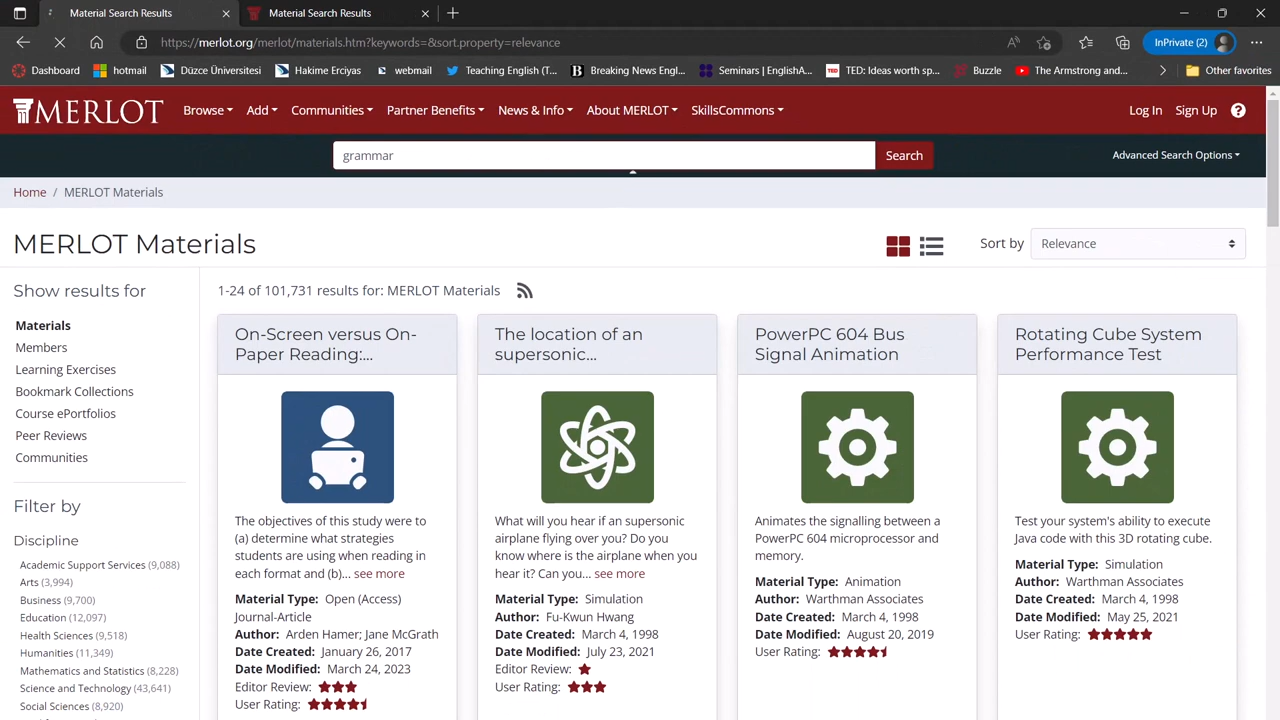 Material Search Results
Material Search Results
https://merlot.org/merlot/materials.htm?keywords=&sort.property=relevance
InPrivate (2)
Dashboard
hotmail
Düzce Üniversitesi
Hakime Erciyas
webmail
Teaching English (T...
Breaking News Engl...
Seminars | EnglishA...
TED: Ideas worth sp...
Buzzle
The Armstrong and...
Other favorites
MERLOT
Browse
Add
Communities
Partner Benefits
News & Info
About MERLOT
SkillsCommons
Log In
Sign Up
grammar
Search
Advanced Search Options
Home / MERLOT Materials
MERLOT Materials
Sort by
Relevance
Show results for
Materials
Members
Learning Exercises
Bookmark Collections
Course ePortfolios
Peer Reviews
Communities
Filter by
Discipline
Academic Support Services (9,088)
Arts (3,994)
Business (9,700)
Education (12,097)
Health Sciences (9,518)
Humanities (11,349)
Mathematics and Statistics (8,228)
Science and Technology (43,641)
Social Sciences (8,920)
1-24 of 101,731 results for: MERLOT Materials
On-Screen versus On-
Paper Reading:...
The objectives of this study were to
(a) determine what strategies
students are using when reading in
each format and (b)... see more
Material Type: Open (Access)
Journal-Article
Author: Arden Hamer; Jane McGrath
Date Created: January 26, 2017
Date Modified: March 24, 2023
Editor Review:
User Rating:
The location of an
supersonic...
What will you hear if an supersonic
airplane flying over you? Do you
know where is the airplane when you
hear it? Can you... see more
Material Type: Simulation
Author: Fu-Kwun Hwang
Date Created: March 4, 1998
Date Modified: July 23, 2021
Editor Review:
User Rating:
PowerPC 604 Bus
Signal Animation
Animates the signalling between a
PowerPC 604 microprocessor and
memory.
Material Type: Animation
Author: Warthman Associates
Date Created: March 4, 1998
Date Modified: August 20, 2019
User Rating:
Rotating Cube System
Performance Test
Test your system's ability to execute
Java code with this 3D rotating cube.
Material Type: Simulation
Author: Warthman Associates
Date Created: March 4, 1998
Date Modified: May 25, 2021
User Rating: